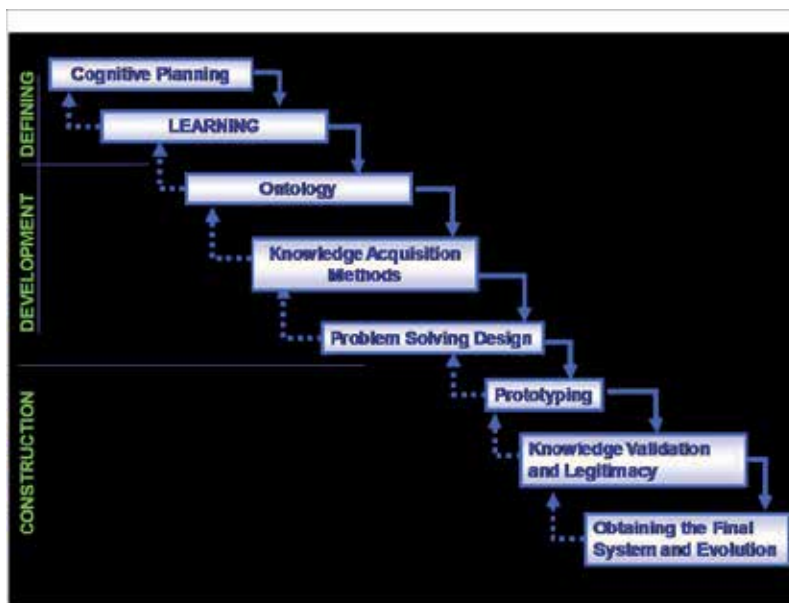 DEFINING
Cognitive Planning
LEARNING
DEVELOPMENT
Ontology
Knowledge Acquisition
Methods
Problem Solving Design
CONSTRUCTION
Prototyping
Knowledge Validation
and Legitimacy
Obtaining the Final
System and Evolution